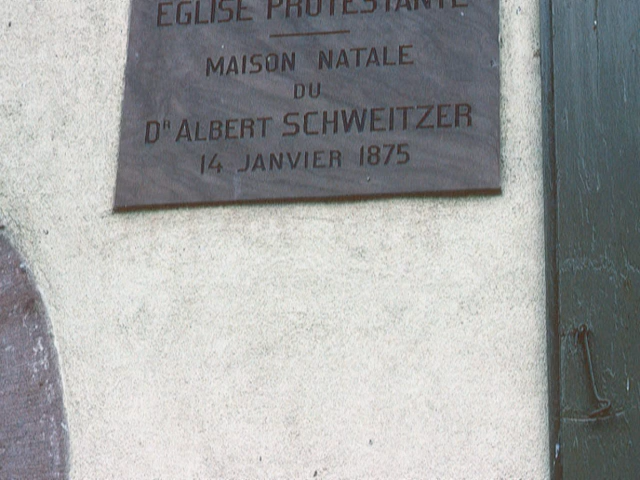 EGLISE PROTESTANTE
MAISON NATALE
DU
DR ALBERT SCHWEITZER
14 JANVIER 1875